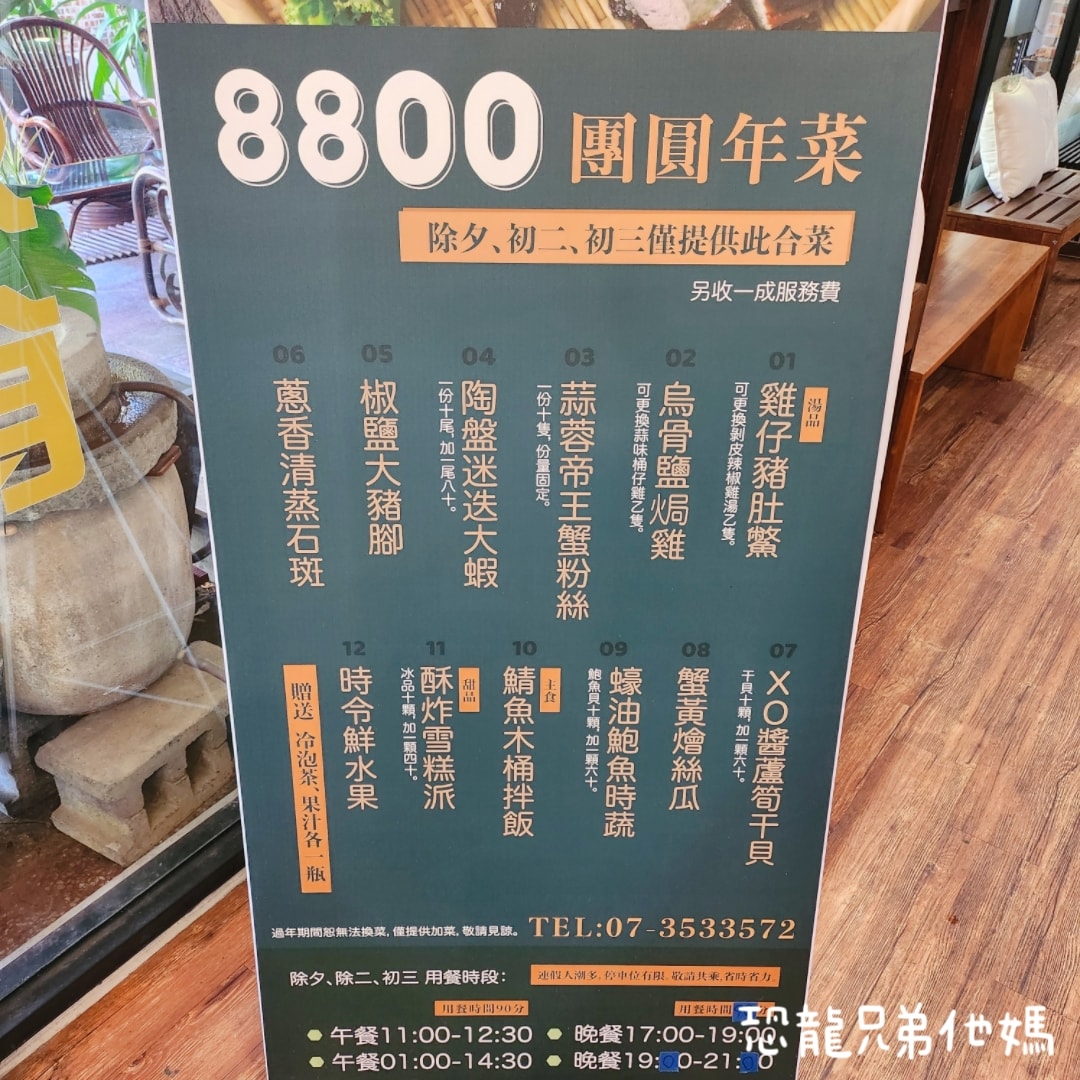 8800 團圓年菜
除夕、初二、初三僅提供此合菜
另收一成服務費
01
湯品
雞仔豬肚鱉
可更換剝皮辣椒雞湯乙隻。
02
烏骨鹽焗雞
可更換蒜味桶仔雞乙隻。
03
蒜蓉帝王蟹粉絲
一份十隻,份量固定。
04
陶盤迷迭大蝦
一份十尾,加一尾八十。
05
椒鹽大豬腳
06
蔥香清蒸石斑
07
XO醬蘆筍干貝
干貝十顆,加一顆六十。
08
蟹黃燴絲瓜
09
蠔油鮑魚時蔬
鮑魚貝十顆,加一顆六十。
10
主食
鯖魚木桶拌飯
11
甜品
酥炸雪糕派
冰品十顆,加一顆四十。
12
時令鮮水果
贈送 冷泡茶、果汁各一瓶
過年期間恕無法換菜,僅提供加菜,敬請見諒。
TEL:07-3533572
除夕、除二、初三 用餐時段:
連假人潮多,停車位有限,敬請共乘,省時省力.
用餐時間90分
午餐11:00-12:30
午餐01:00-14:30
用餐時間
晚餐17:00-19:00
晚餐19:00-21:00
恐龍兄弟他媽